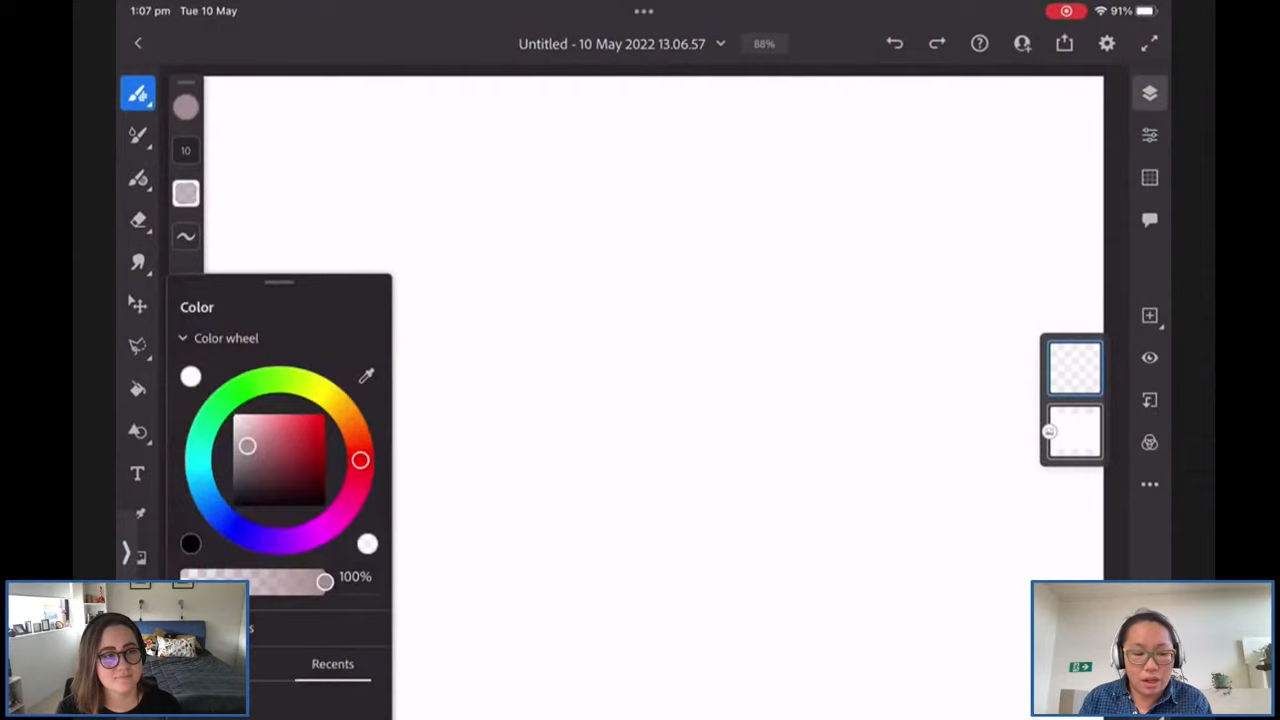 1:07 pm Tue 10 May
91%
Untitled - 10 May 2022 13.06.57
88%
10
Color
Color wheel
100%
s
Recents
T